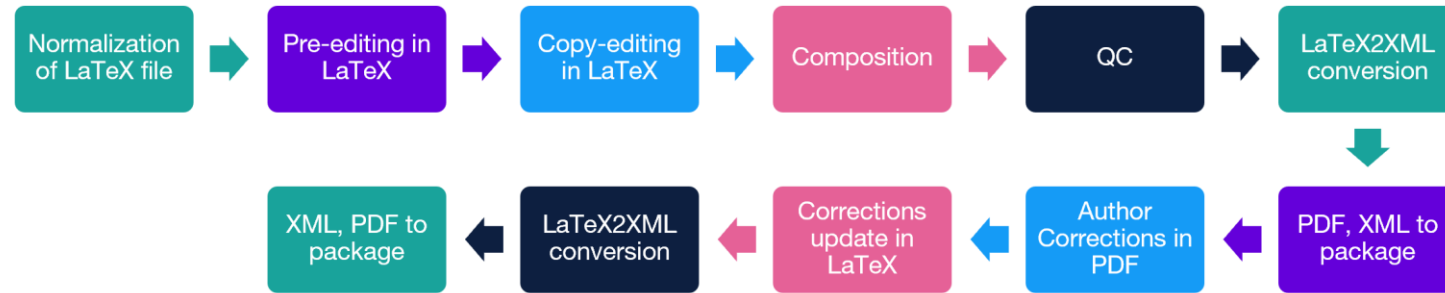 Normalization
of LaTeX file
Pre-editing in
LaTeX
Copy-editing
in LaTeX
Composition
QC
LaTeX2XML
conversion
PDF, XML to
package
Author
Corrections in
PDF
Corrections
update in
LaTeX
LaTeX2XML
conversion
XML, PDF to
package